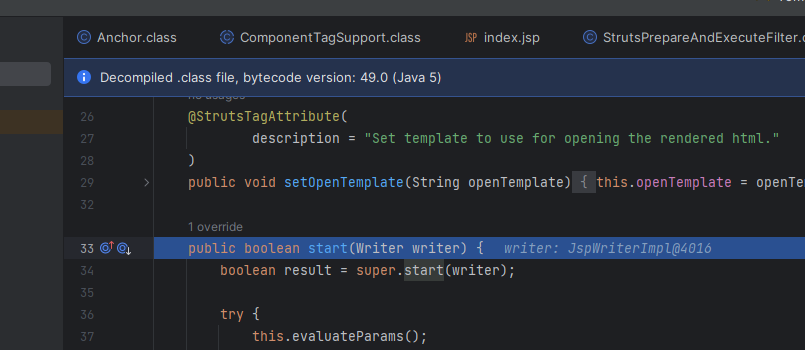 Anchor.class ComponentTagSupport.class JSP index.jsp StrutsPrepareAndExecuteFilter.c
Decompiled .class file, bytecode version: 49.0 (Java 5)
no usages
26 @StrutsTagAttribute(
27 description = "Set template to use for opening the rendered html."
28 )
29 public void setOpenTemplate(String openTemplate) { this.openTemplate = openTem
32
1 override
33 public boolean start(Writer writer) { writer: JspWriterImpl@4016
34 boolean result = super.start(writer);
35
36 try {
37 this.evaluateParams();